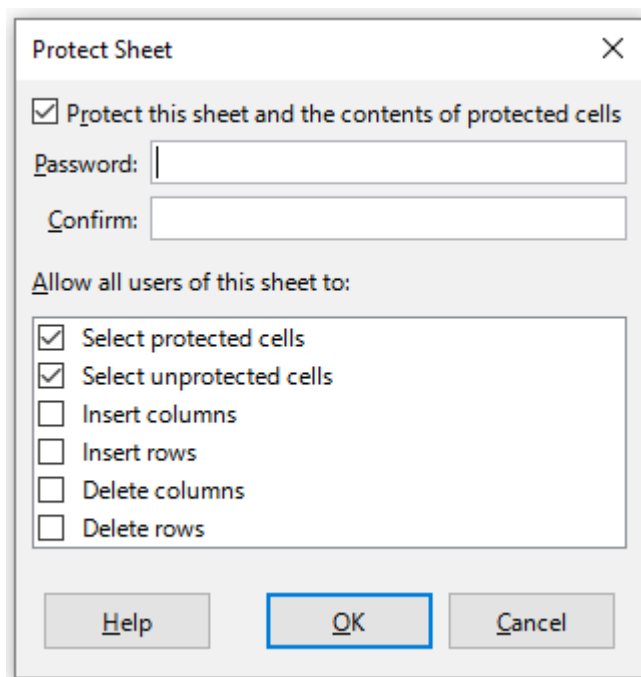 Protect Sheet
Protect this sheet and the contents of protected cells
Password:
Confirm:
Allow all users of this sheet to:
Select protected cells
Select unprotected cells
Insert columns
Insert rows
Delete columns
Delete rows
Help OK Cancel